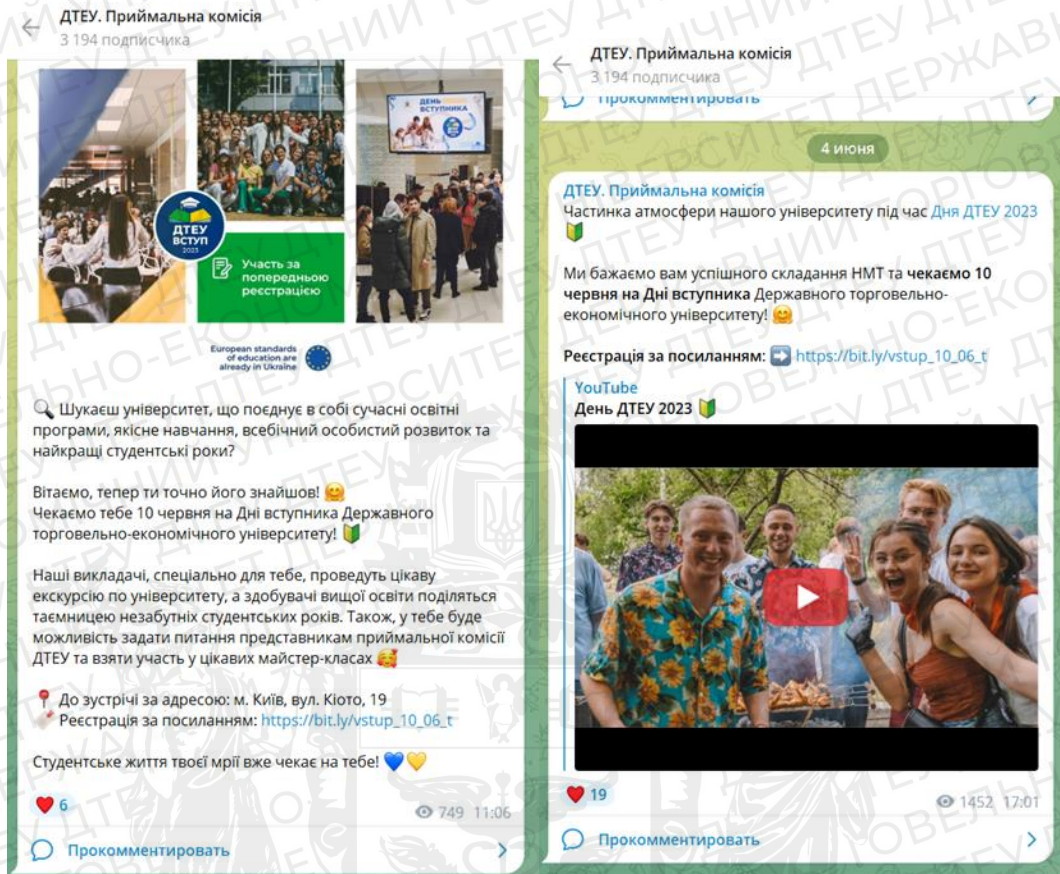 ДТЕУ. Приймальна комісія
3 194 подписчика
ДЕНЬ
ВСТУПНИКА
ДТЕУ
ВСТУП
2023
Участь за
попередньою
реєстрацією
European standards
of education are
already in Ukraine
Шукаєш університет, що поєднує в собі сучасні освітні
програми, якісне навчання, всебічний особистий розвиток та
найкращі студентські роки?
Вітаємо, тепер ти точно його знайшов! 🤗
Чекаємо тебе 10 червня на Дні вступника Державного
торговельно-економічного університету! 🔰
Наші викладачі, спеціально для тебе, проведуть цікаву
екскурсію по університету, а здобувачі вищої освіти поділяться
таємницею незабутніх студентських років. Також, у тебе буде
можливість задати питання представникам приймальної комісії
ДТЕУ та взяти участь у цікавих майстер-класах 🥰
📍 До зустрічі за адресою: м. Київ, вул. Кіото, 19
Реєстрація за посиланням: https://bit.ly/vstup_10_06_t
Студентське життя твоєї мрії вже чекає на тебе! 💙💛
❤ 6
749 11:06
Прокомментировать
ДТЕУ. Приймальна комісія
3 194 подписчика
Прокомментировать
4 июня
ДТЕУ. Приймальна комісія
Частинка атмосфери нашого університету під час Дня ДТЕУ 2023
🔰
Ми бажаємо вам успішного складання НМТ та чекаємо 10
червня на Дні вступника Державного торговельно-
економічного університету! 🤗
Реєстрація за посиланням: ➡ https://bit.ly/vstup_10_06_t
YouTube
День ДТЕУ 2023 🔰
❤ 19
1452 17:01
Прокомментировать